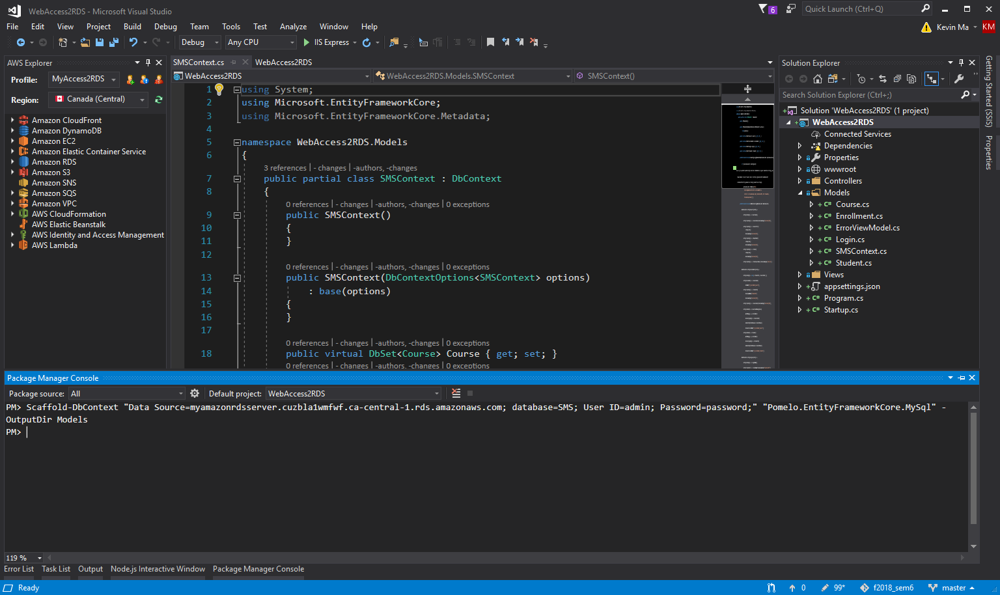 WebAccess2RDS - Microsoft Visual Studio
6
Quick Launch (Ctrl+Q)
File Edit View Project Build Debug Team Tools Test Analyze Window Help
Kevin Ma KM
Debug Any CPU IIS Express
AWS Explorer
Profile: MyAccess2RDS
Region: Canada (Central)
Amazon CloudFront
Amazon DynamoDB
Amazon EC2
Amazon Elastic Container Service
Amazon RDS
Amazon S3
Amazon SNS
Amazon SQS
Amazon VPC
AWS CloudFormation
AWS Elastic Beanstalk
AWS Identity and Access Management
AWS Lambda
SMSContext.cs WebAccess2RDS
WebAccess2RDS WebAccess2RDS.Models.SMSContext SMSContext()
1 using System;
2 using Microsoft.EntityFrameworkCore;
3 using Microsoft.EntityFrameworkCore.Metadata;
4
5 namespace WebAccess2RDS.Models
6 {
3 references | - changes | -authors, -changes
7 public partial class SMSContext : DbContext
8 {
0 references | - changes | -authors, -changes | 0 exceptions
9 public SMSContext()
10 {
11 }
12
0 references | - changes | -authors, -changes | 0 exceptions
13 public SMSContext(DbContextOptions<SMSContext> options)
14 : base(options)
15 {
16 }
17
0 references | - changes | -authors, -changes | 0 exceptions
18 public virtual DbSet<Course> Course { get; set; }
0 references | - changes | -authors, -changes | 0 exceptions
Solution Explorer
Search Solution Explorer (Ctrl+;)
Solution 'WebAccess2RDS' (1 project)
WebAccess2RDS
Connected Services
Dependencies
Properties
wwwroot
Controllers
Models
C# Course.cs
C# Enrollment.cs
C# ErrorViewModel.cs
C# Login.cs
C# SMSContext.cs
C# Student.cs
Views
appsettings.json
C# Program.cs
C# Startup.cs
Getting Started (SSIS)
Properties
Package Manager Console
Package source: All Default project: WebAccess2RDS
PM> Scaffold-DbContext "Data Source=myamazonrdsserver.cuzbla1wmfwf.ca-central-1.rds.amazonaws.com; database=SMS; User ID=admin; Password=password;" "Pomelo.EntityFrameworkCore.MySql" -
OutputDir Models
PM>
119 %
Error List Task List Output Node.js Interactive Window Package Manager Console
Ready 0 99* f2018_sem6 master